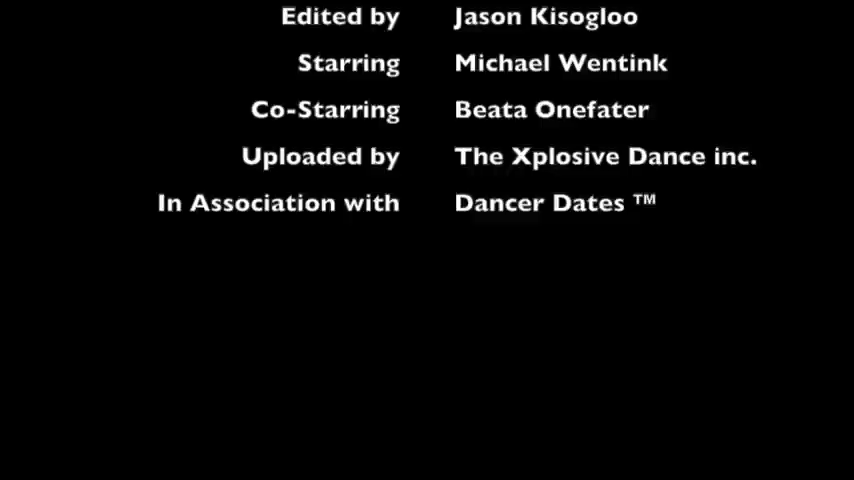 Edited by Jason Kisogloo
Starring Michael Wentink
Co-Starring Beata Onefater
Uploaded by The Xplosive Dance inc.
In Association with Dancer Dates ™